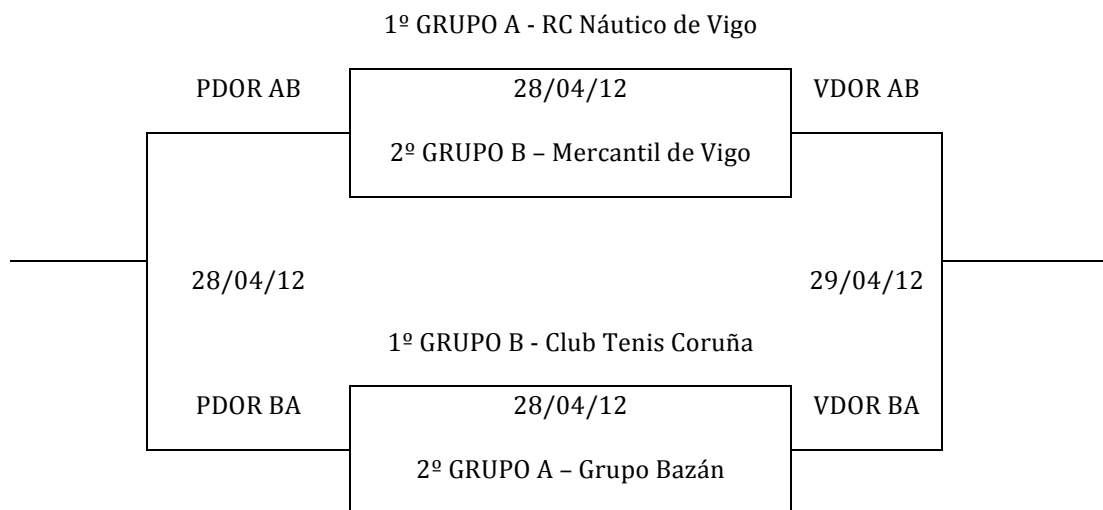 1º GRUPO A - RC Náutico de Vigo
PDOR AB 28/04/12 VDOR AB
2º GRUPO B – Mercantil de Vigo
28/04/12 29/04/12
1º GRUPO B - Club Tenis Coruña
PDOR BA 28/04/12 VDOR BA
2º GRUPO A – Grupo Bazán